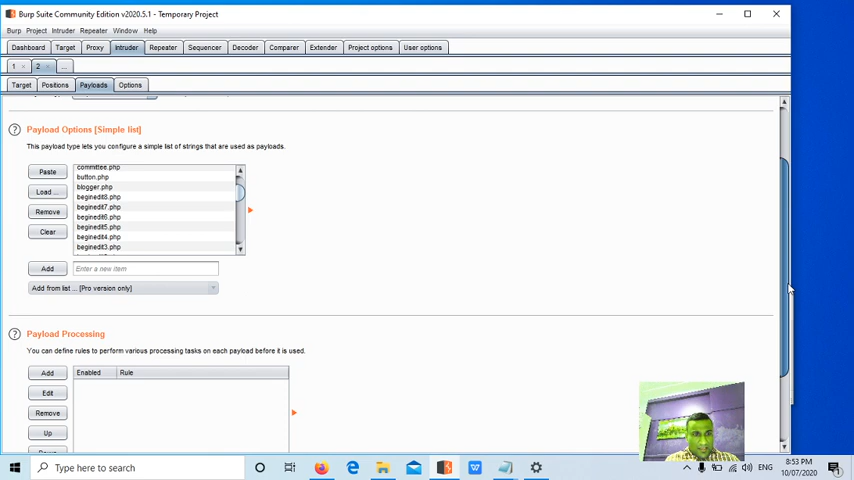 Burp Suite Community Edition v2020.5.1 - Temporary Project
Burp Project Intruder Repeater Window Help
Dashboard Target Proxy Intruder Repeater Sequencer Decoder Comparer Extender Project options User options
1 × 2 × ...
Target Positions Payloads Options
? Payload Options [Simple list]
This payload type lets you configure a simple list of strings that are used as payloads.
Paste
Load ...
Remove
Clear
committee.php
button.php
blogger.php
beginedit8.php
beginedit7.php
beginedit6.php
beginedit5.php
beginedit4.php
beginedit3.php
Add Enter a new item
Add from list ... [Pro version only]
? Payload Processing
You can define rules to perform various processing tasks on each payload before it is used.
Add Enabled Rule
Edit
Remove
Up
Type here to search
ENG
8:53 PM
10/07/2020